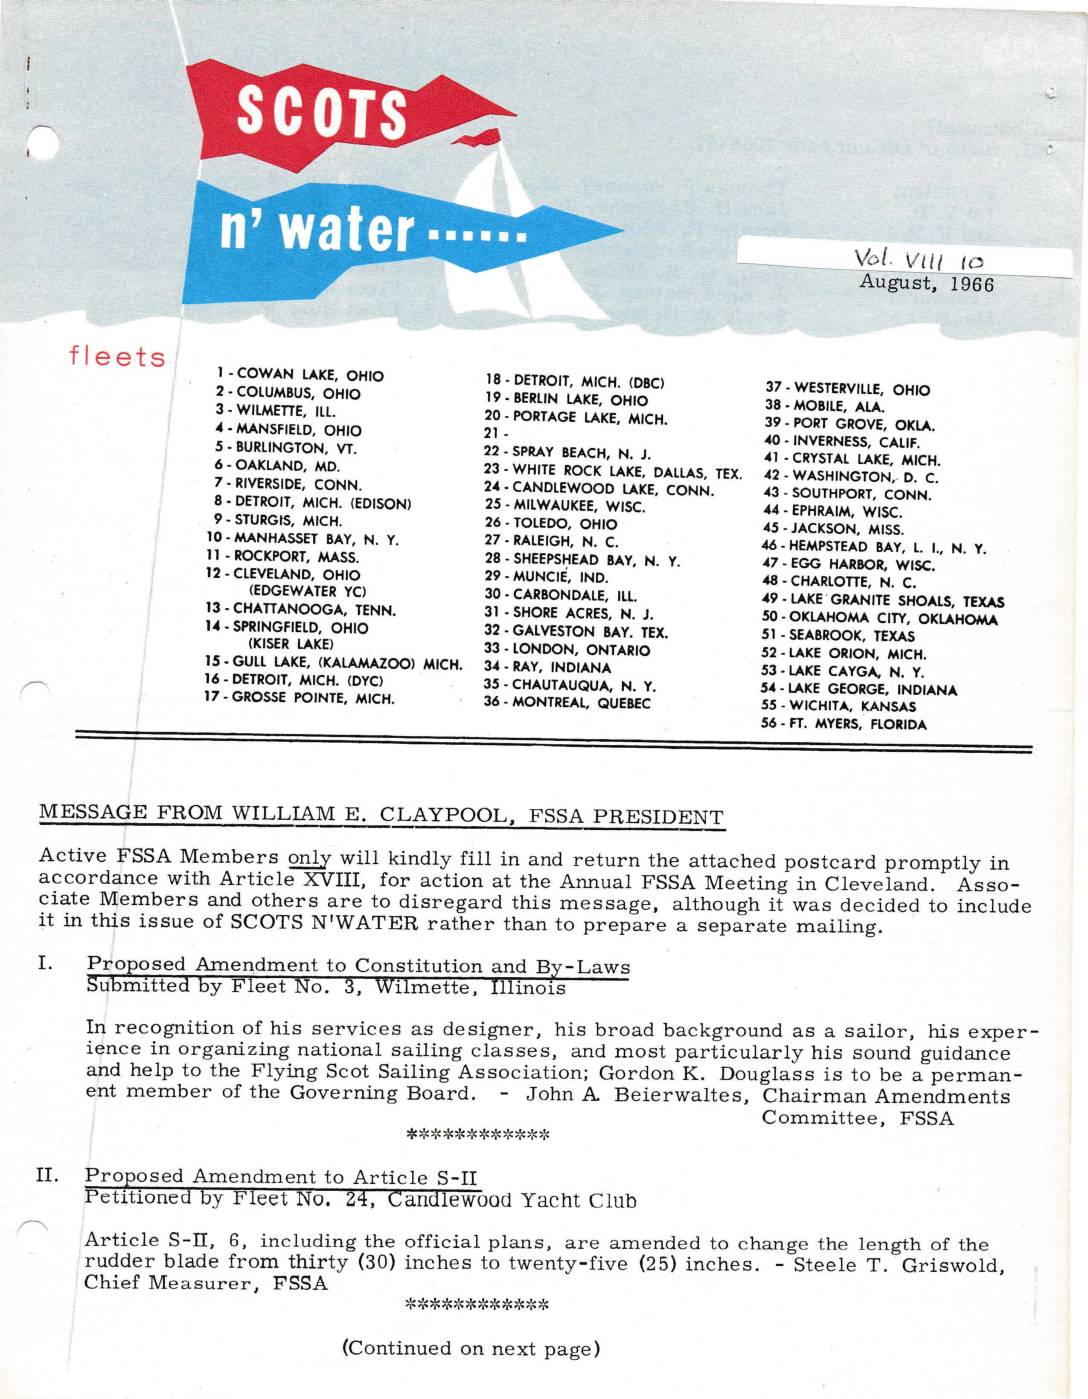 SCOTS
n' water ......
Vol. VIII 10
August, 1966
fleets
1 - COWAN LAKE, OHIO
2 - COLUMBUS, OHIO
3 - WILMETTE, ILL.
4 - MANSFIELD, OHIO
5 - BURLINGTON, VT.
6 - OAKLAND, MD.
7 - RIVERSIDE, CONN.
8 - DETROIT, MICH. (EDISON)
9 - STURGIS, MICH.
10 - MANHASSET BAY, N. Y.
11 - ROCKPORT, MASS.
12 - CLEVELAND, OHIO
(EDGEWATER YC)
13 - CHATTANOOGA, TENN.
14 - SPRINGFIELD, OHIO
(KISER LAKE)
15 - GULL LAKE, (KALAMAZOO) MICH.
16 - DETROIT, MICH. (DYC)
17 - GROSSE POINTE, MICH.
18 - DETROIT, MICH. (DBC)
19 - BERLIN LAKE, OHIO
20 - PORTAGE LAKE, MICH.
21 -
22 - SPRAY BEACH, N. J.
23 - WHITE ROCK LAKE, DALLAS, TEX.
24 - CANDLEWOOD LAKE, CONN.
25 - MILWAUKEE, WISC.
26 - TOLEDO, OHIO
27 - RALEIGH, N. C.
28 - SHEEPSHEAD BAY, N. Y.
29 - MUNCIE, IND.
30 - CARBONDALE, ILL.
31 - SHORE ACRES, N. J.
32 - GALVESTON BAY. TEX.
33 - LONDON, ONTARIO
34 - RAY, INDIANA
35 - CHAUTAUQUA, N. Y.
36 - MONTREAL, QUEBEC
37 - WESTERVILLE, OHIO
38 - MOBILE, ALA.
39 - PORT GROVE, OKLA.
40 - INVERNESS, CALIF.
41 - CRYSTAL LAKE, MICH.
42 - WASHINGTON, D. C.
43 - SOUTHPORT, CONN.
44 - EPHRAIM, WISC.
45 - JACKSON, MISS.
46 - HEMPSTEAD BAY, L. I., N. Y.
47 - EGG HARBOR, WISC.
48 - CHARLOTTE, N. C.
49 - LAKE GRANITE SHOALS, TEXAS
50 - OKLAHOMA CITY, OKLAHOMA
51 - SEABROOK, TEXAS
52 - LAKE ORION, MICH.
53 - LAKE CAYGA, N. Y.
54 - LAKE GEORGE, INDIANA
55 - WICHITA, KANSAS
56 - FT. MYERS, FLORIDA
MESSAGE FROM WILLIAM E. CLAYPOOL, FSSA PRESIDENT
Active FSSA Members only will kindly fill in and return the attached postcard promptly in
accordance with Article XVIII, for action at the Annual FSSA Meeting in Cleveland. Asso-
ciate Members and others are to disregard this message, although it was decided to include
it in this issue of SCOTS N'WATER rather than to prepare a separate mailing.
I. Proposed Amendment to Constitution and By-Laws
Submitted by Fleet No. 3, Wilmette, Illinois
In recognition of his services as designer, his broad background as a sailor, his exper-
ience in organizing national sailing classes, and most particularly his sound guidance
and help to the Flying Scot Sailing Association; Gordon K. Douglass is to be a perman-
ent member of the Governing Board. - John A. Beierwaltes, Chairman Amendments
Committee, FSSA
************
II. Proposed Amendment to Article S-II
Petitioned by Fleet No. 24, Candlewood Yacht Club
Article S-II, 6, including the official plans, are amended to change the length of the
rudder blade from thirty (30) inches to twenty-five (25) inches. - Steele T. Griswold,
Chief Measurer, FSSA
************
(Continued on next page)